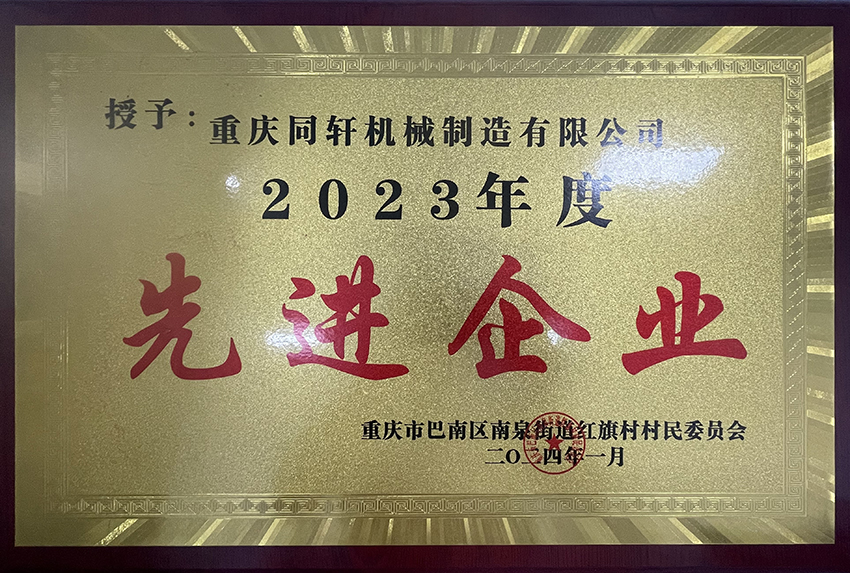 授予：
重庆同轩机械制造有限公司
2023年度
先进企业
重庆市巴南区南泉街道红旗村村民委员会
二〇二四年一月